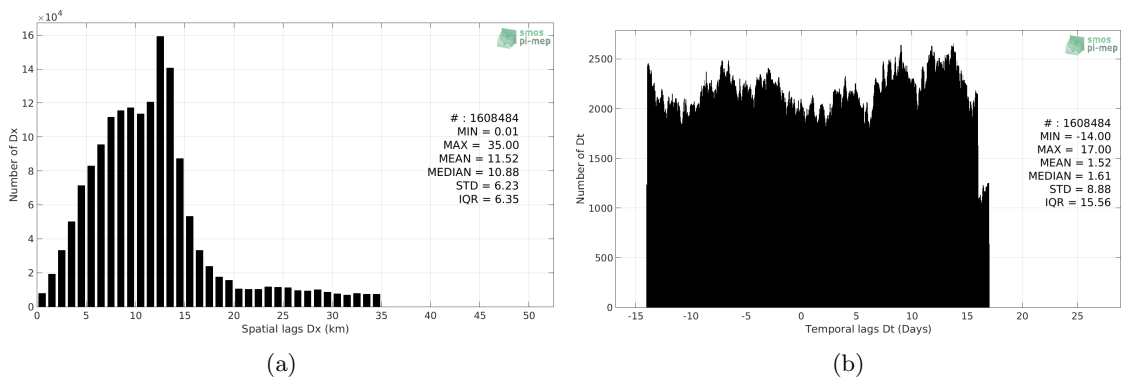 ×10⁴
16
14
12
10
8
6
4
2
0
Number of Dx
smos
pi-mep
# : 1608484
MIN = 0.01
MAX = 35.00
MEAN = 11.52
MEDIAN = 10.88
STD = 6.23
IQR = 6.35
0 5 10 15 20 25 30 35 40 45 50
Spatial lags Dx (km)
(a)
2500
2000
1500
1000
500
0
Number of Dt
smos
pi-mep
# : 1608484
MIN = -14.00
MAX = 17.00
MEAN = 1.52
MEDIAN = 1.61
STD = 8.88
IQR = 15.56
-15 -10 -5 0 5 10 15 20 25
Temporal lags Dt (Days)
(b)